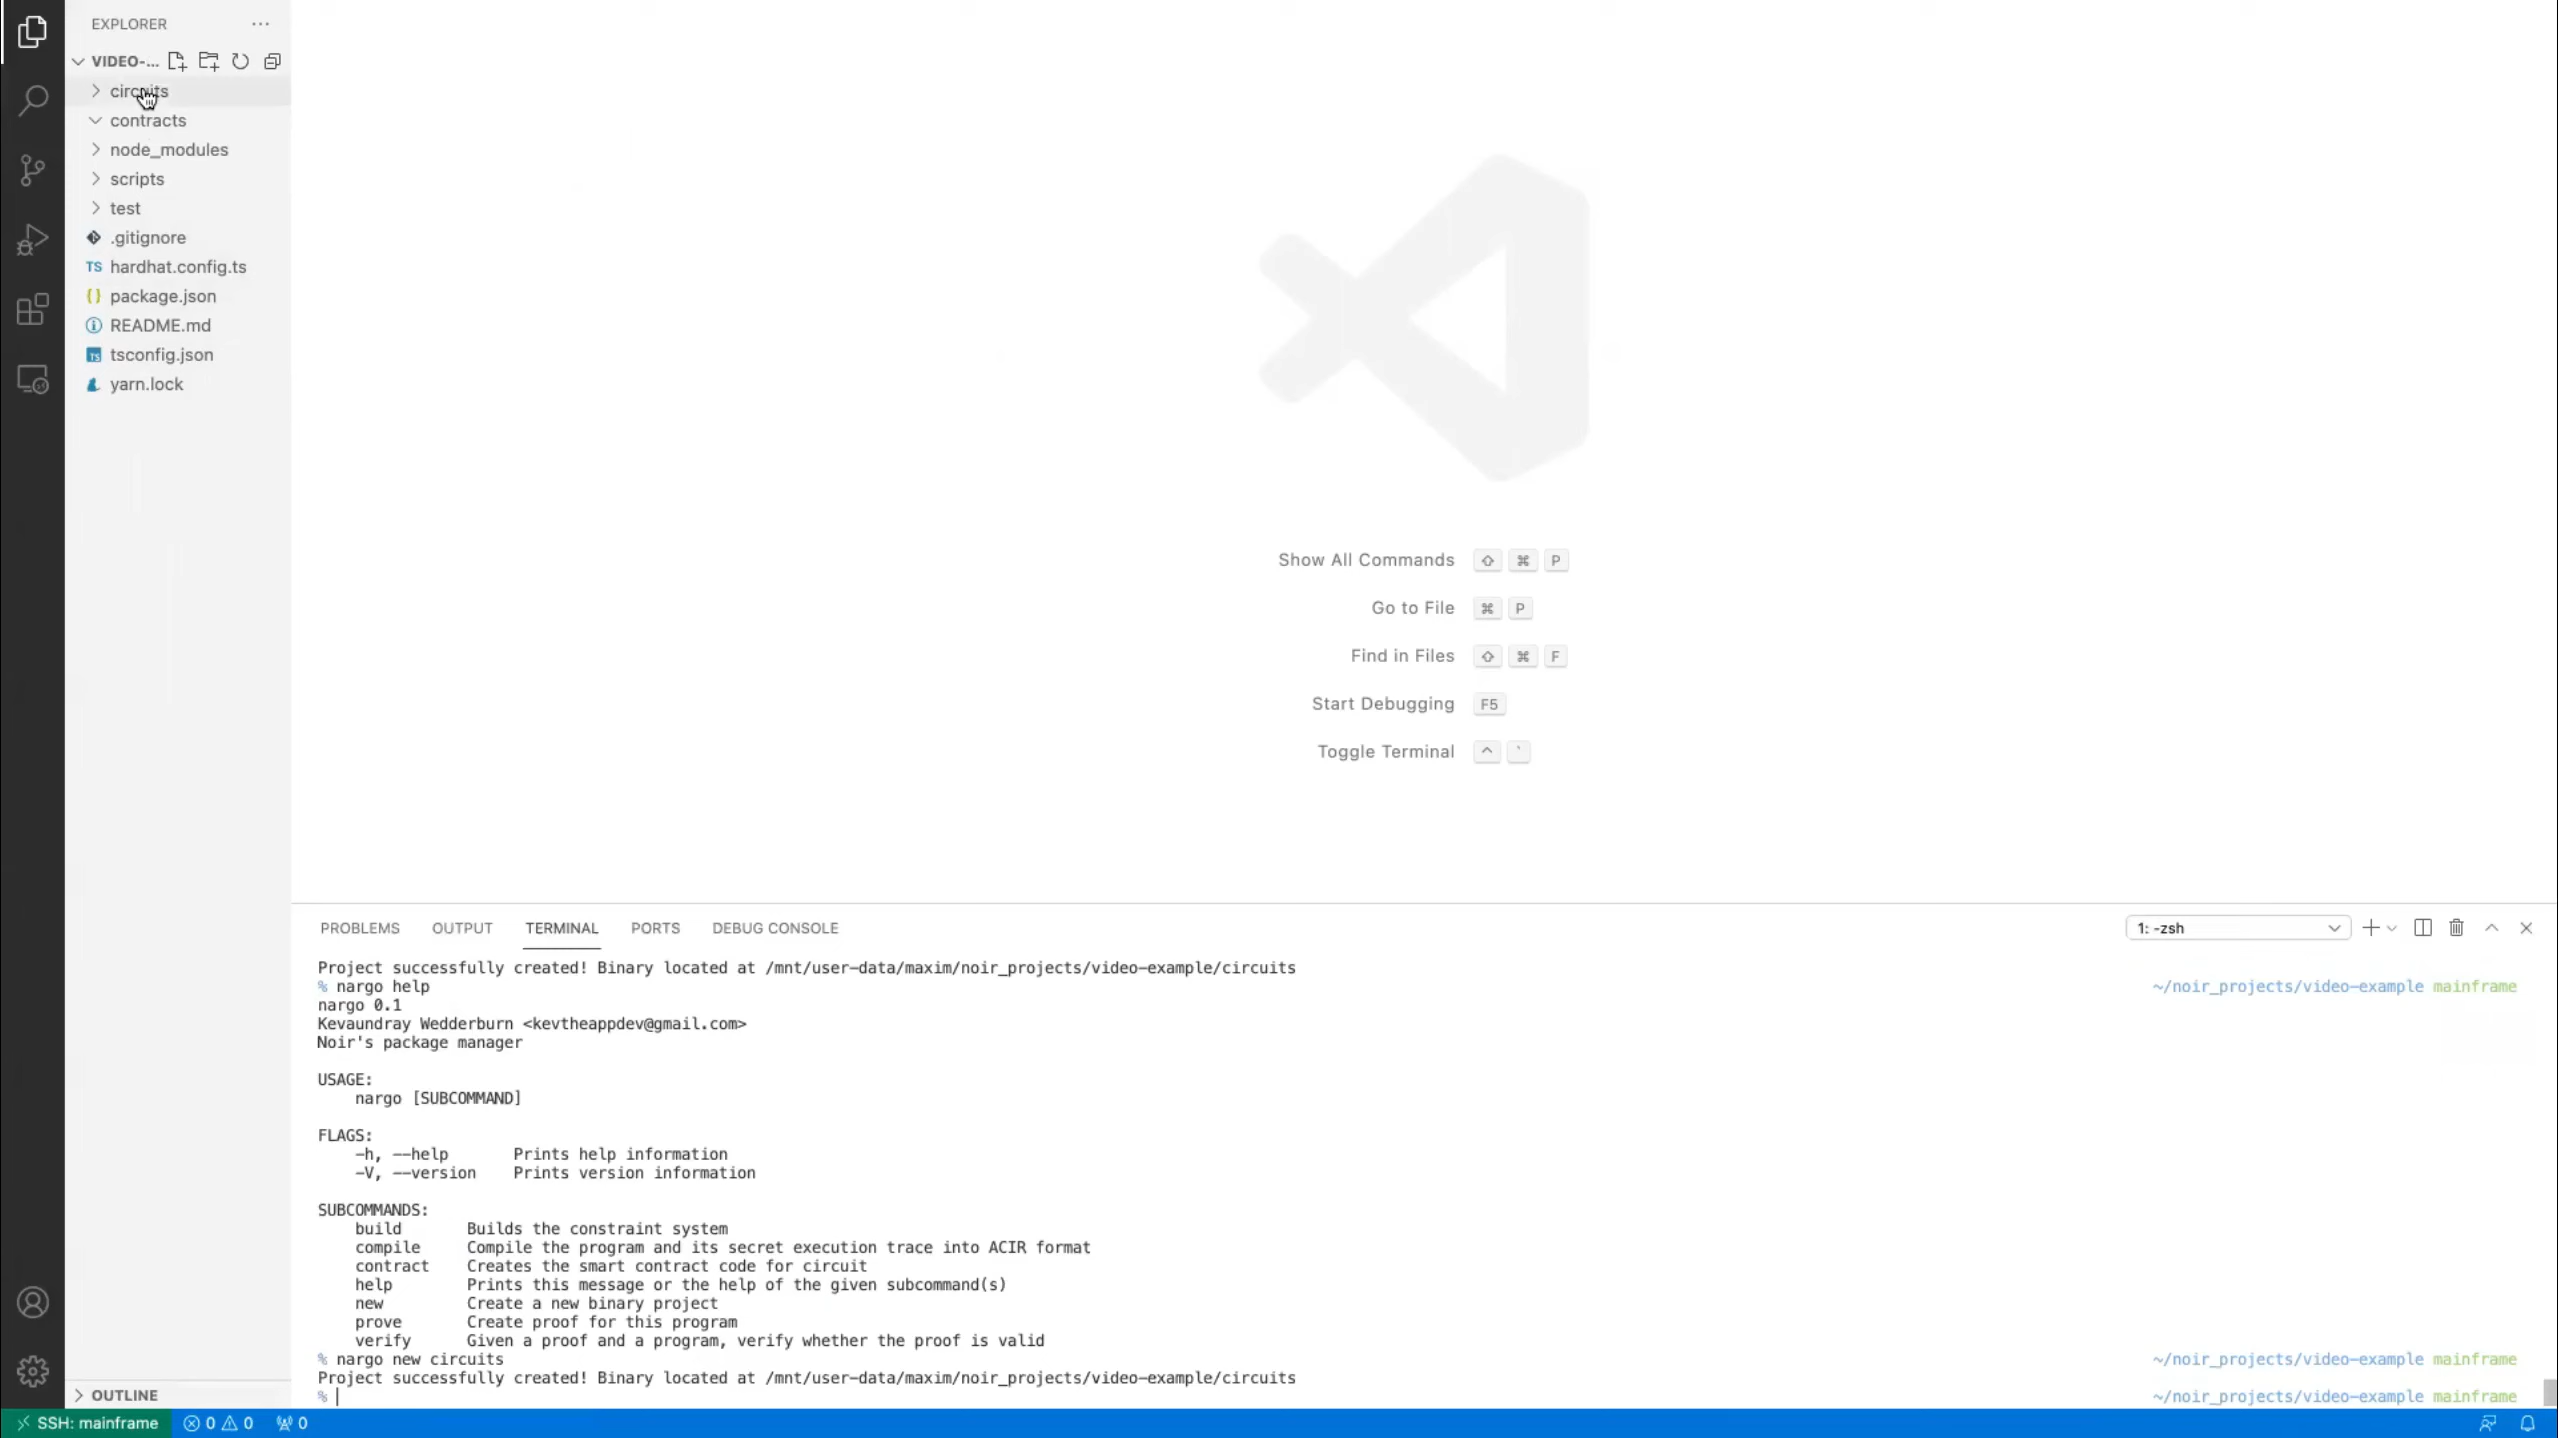 EXPLORER
VIDEO-...
circuits
contracts
node_modules
scripts
test
.gitignore
TS hardhat.config.ts
{} package.json
README.md
TS tsconfig.json
yarn.lock
OUTLINE
Show All Commands ⇧ ⌘ P
Go to File ⌘ P
Find in Files ⇧ ⌘ F
Start Debugging F5
Toggle Terminal ^ `
PROBLEMS OUTPUT TERMINAL PORTS DEBUG CONSOLE 1: -zsh
Project successfully created! Binary located at /mnt/user-data/maxim/noir_projects/video-example/circuits
% nargo help ~/noir_projects/video-example mainframe
nargo 0.1
Kevaundray Wedderburn <kevtheappdev@gmail.com>
Noir's package manager
USAGE:
nargo [SUBCOMMAND]
FLAGS:
-h, --help Prints help information
-V, --version Prints version information
SUBCOMMANDS:
build Builds the constraint system
compile Compile the program and its secret execution trace into ACIR format
contract Creates the smart contract code for circuit
help Prints this message or the help of the given subcommand(s)
new Create a new binary project
prove Create proof for this program
verify Given a proof and a program, verify whether the proof is valid
% nargo new circuits ~/noir_projects/video-example mainframe
Project successfully created! Binary located at /mnt/user-data/maxim/noir_projects/video-example/circuits
% ~/noir_projects/video-example mainframe
SSH: mainframe 0 0 0